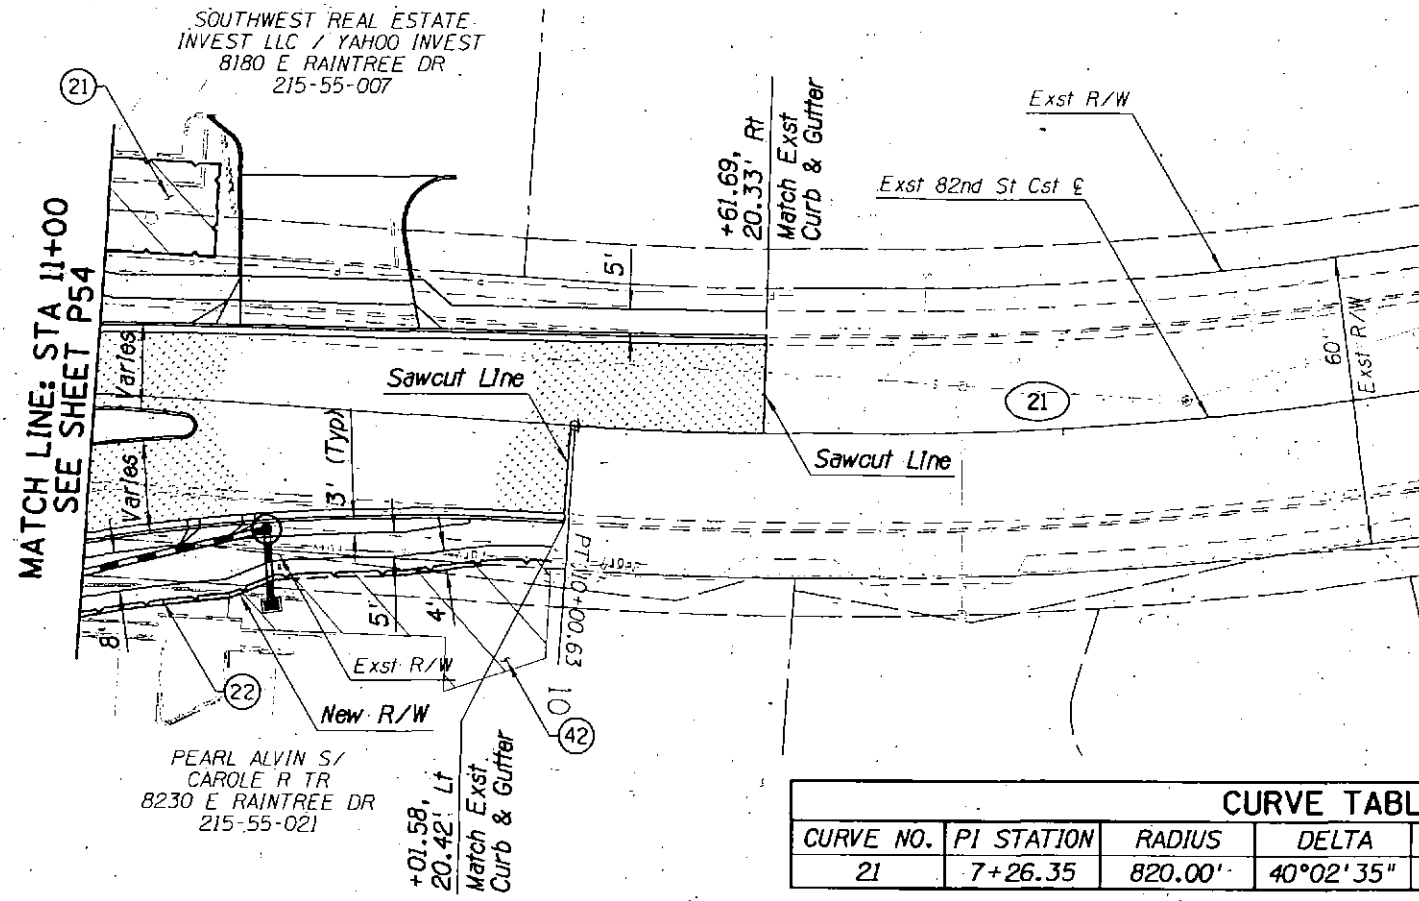 SOUTHWEST REAL ESTATE
INVEST LLC / YAHOO INVEST
8180 E RAINTREE DR
215-55-007
21
MATCH LINE: STA 11+00
SEE SHEET P54
+61.69,
20.33' Rt
Match Exst
Curb & Gutter
Exst R/W
Exst 82nd St Cst ℄
5'
60'
Exst R/W
Varies
Sawcut Line
21
3' (Typ)
Sawcut Line
Varies
PT 10+00.63
10
8'
5'
4'
Exst R/W
22
New R/W
42
PEARL ALVIN S/
CAROLE R TR
8230 E RAINTREE DR
215-55-021
+01.58,
20.42' Lt
Match Exst
Curb & Gutter
CURVE TABL
CURVE NO. PI STATION RADIUS DELTA
21 7+26.35 820.00' 40°02'35"